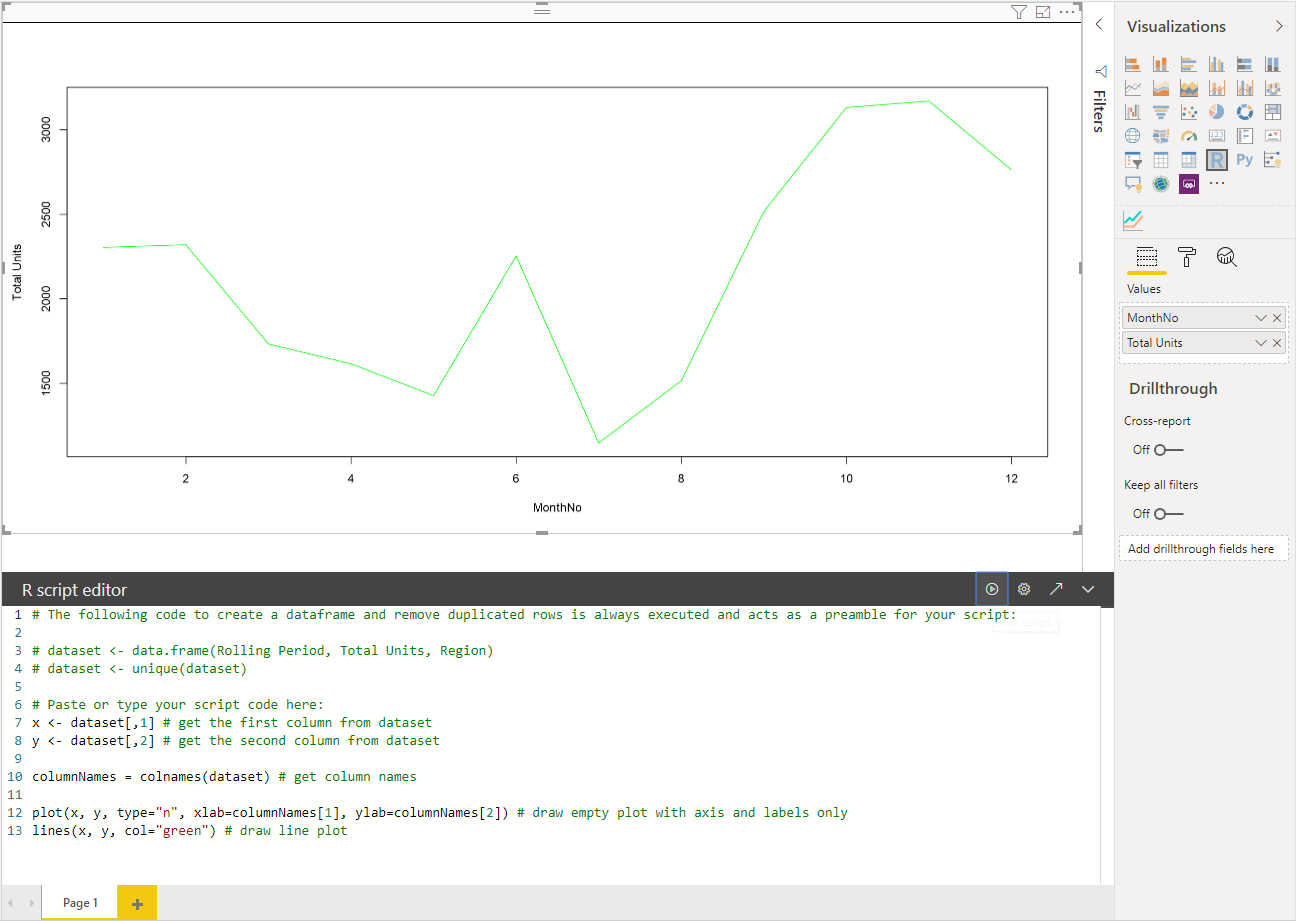 3000
2500
2000
1500
Total Units
2
4
6
8
10
12
MonthNo
Filters
Visualizations
123
R
Py
Values
MonthNo
Total Units
Drillthrough
Cross-report
Off
Keep all filters
Off
Add drillthrough fields here
R script editor
1 # The following code to create a dataframe and remove duplicated rows is always executed and acts as a preamble for your script:
2
3 # dataset <- data.frame(Rolling Period, Total Units, Region)
4 # dataset <- unique(dataset)
5
6 # Paste or type your script code here:
7 x <- dataset[,1] # get the first column from dataset
8 y <- dataset[,2] # get the second column from dataset
9
10 columnNames = colnames(dataset) # get column names
11
12 plot(x, y, type="n", xlab=columnNames[1], ylab=columnNames[2]) # draw empty plot with axis and labels only
13 lines(x, y, col="green") # draw line plot
Page 1